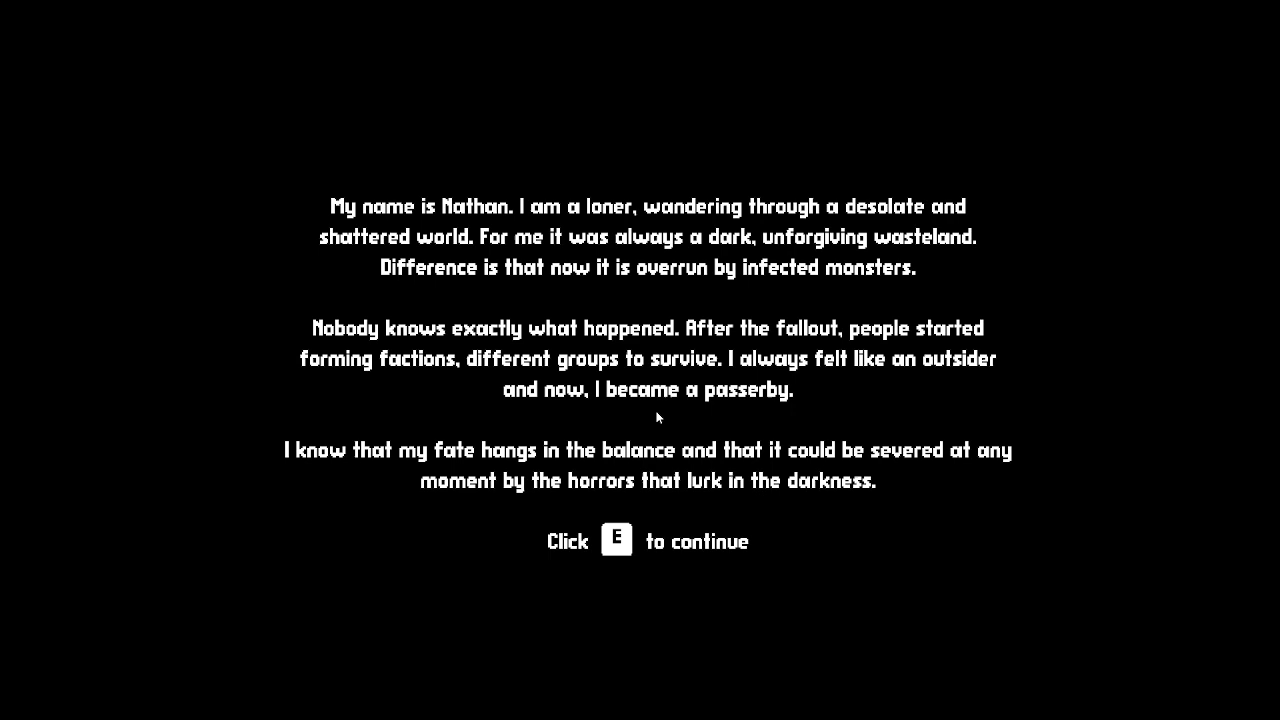 My name is Nathan. I am a loner, wandering through a desolate and
shattered world. For me it was always a dark, unforgiving wasteland.
Difference is that now it is overrun by infected monsters.
Nobody knows exactly what happened. After the fallout, people started
forming factions, different groups to survive. I always felt like an outsider
and now, I became a passerby.
I know that my fate hangs in the balance and that it could be severed at any
moment by the horrors that lurk in the darkness.
Click E to continue